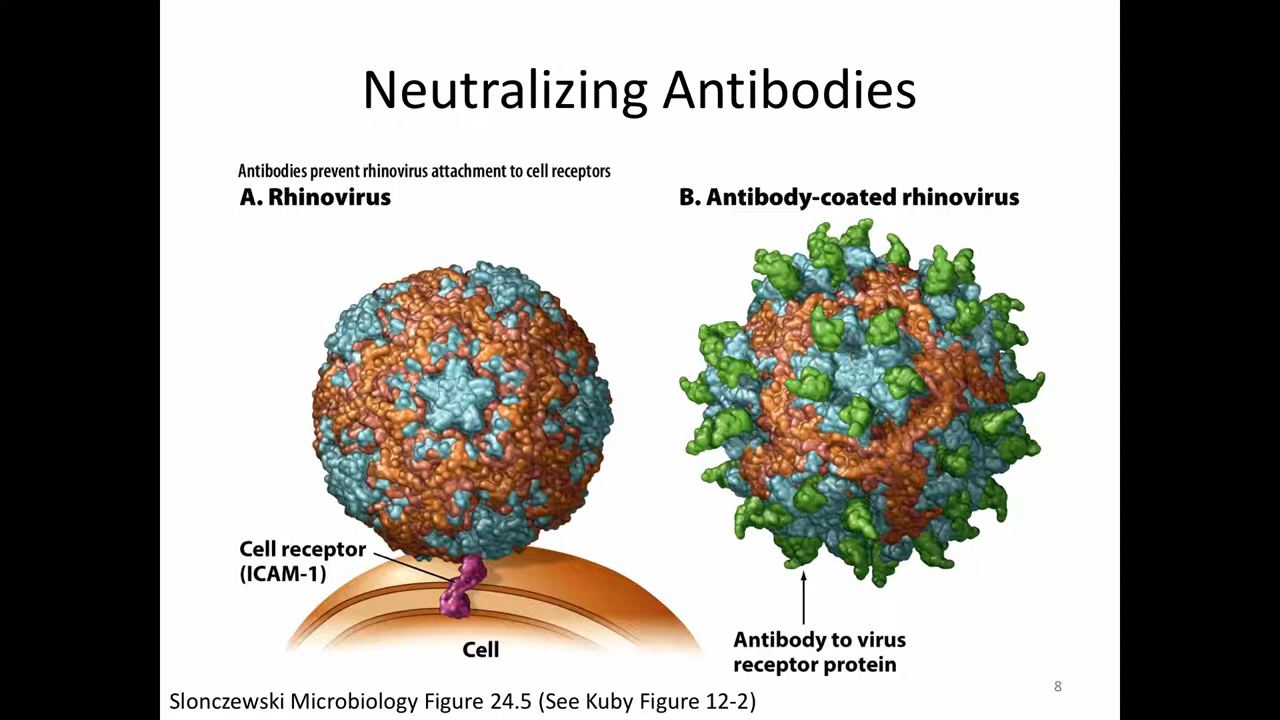 Neutralizing Antibodies
Antibodies prevent rhinovirus attachment to cell receptors
A. Rhinovirus
B. Antibody-coated rhinovirus
Cell receptor
(ICAM-1)
Cell
Antibody to virus
receptor protein
8
Slonczewski Microbiology Figure 24.5 (See Kuby Figure 12-2)